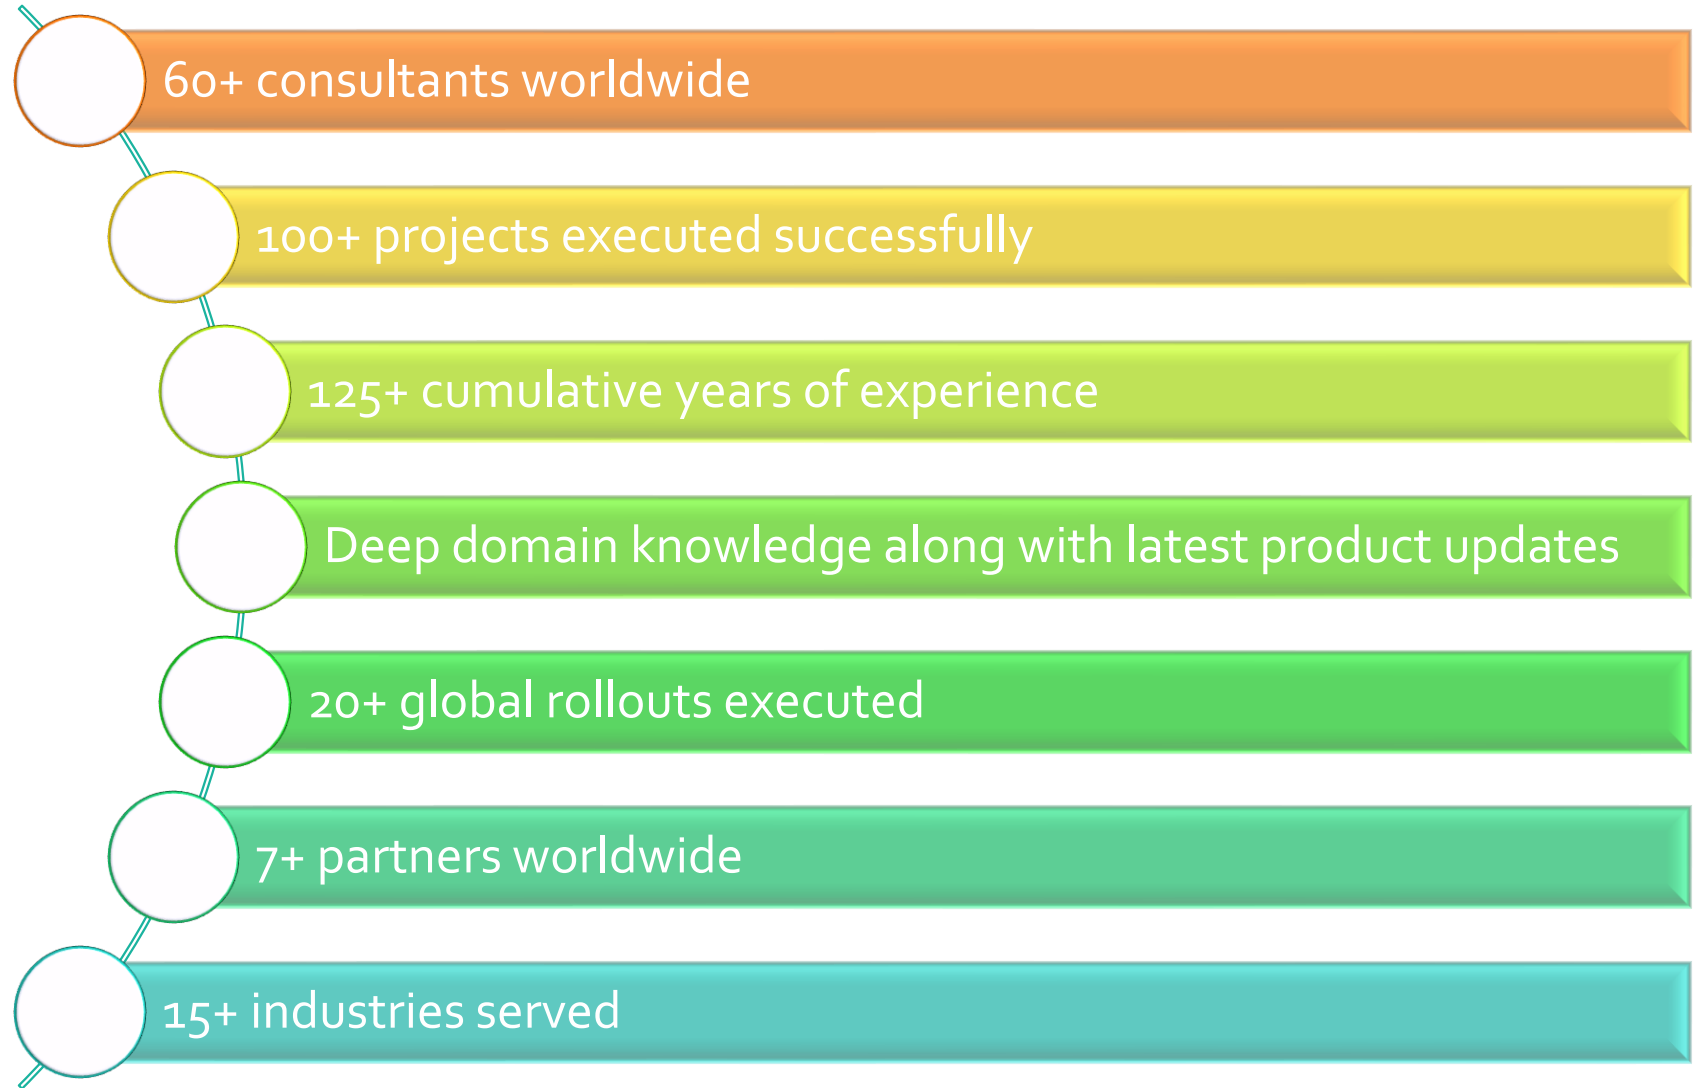 60+ consultants worldwide
100+ projects executed successfully
125+ cumulative years of experience
Deep domain knowledge along with latest product updates
20+ global rollouts executed
7+ partners worldwide
15+ industries served